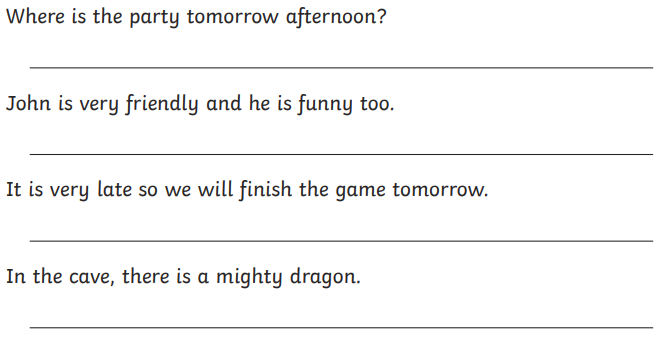 Where is the party tomorrow afternoon?
John is very friendly and he is funny too.
It is very late so we will finish the game tomorrow.
In the cave, there is a mighty dragon.